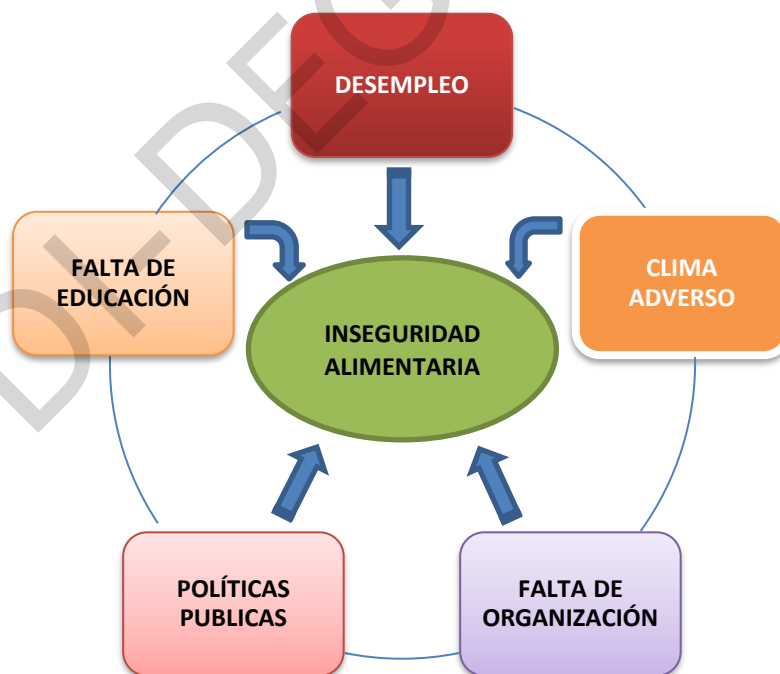 DESEMPLEO
FALTA DE
EDUCACIÓN
CLIMA
ADVERSO
INSEGURIDAD
ALIMENTARIA
POLÍTICAS
PUBLICAS
FALTA DE
ORGANIZACIÓN